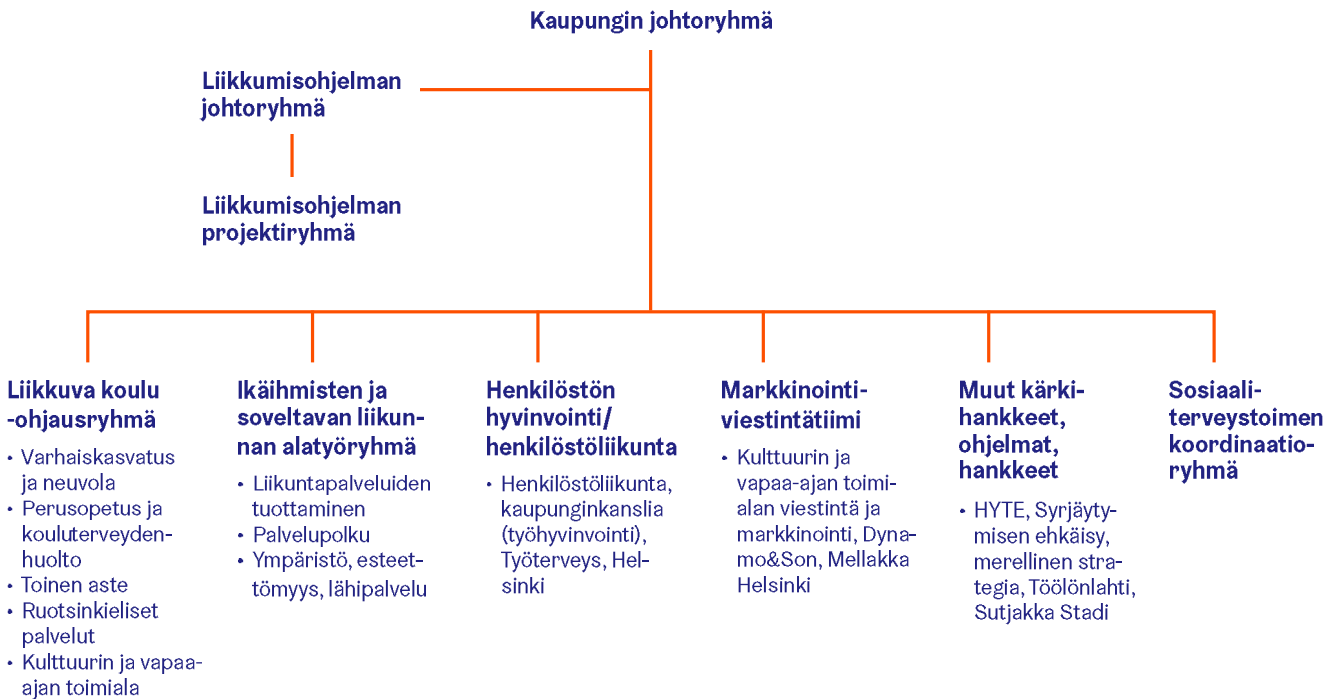 Kaupungin johtoryhmä
Liikkumisohjelman
johtoryhmä
Liikkumisohjelman
projektiryhmä
Liikkuva koulu
-ohjausryhmä
• Varhaiskasvatus
ja neuvola
• Perusopetus ja
kouluterveyden-
huolto
• Toinen aste
• Ruotsinkieliset
palvelut
• Kulttuurin ja vapaa-
ajan toimiala
Ikäihmisten ja
soveltavan liikun-
nan alatyöryhmä
• Liikuntapalveluiden
tuottaminen
• Palvelupolku
• Ympäristö, esteet-
tömyys, lähipalvelu
Henkilöstön
hyvinvointi/
henkilöstöliikunta
• Henkilöstöliikunta,
kaupunginkanslia
(työhyvinvointi),
Työterveys, Hel-
sinki
Markkinointi-
viestintätiimi
• Kulttuurin ja
vapaa-ajan toimi-
alan viestintä ja
markkinointi, Dyna-
mo&Son, Mellakka
Helsinki
Muut kärki-
hankkeet,
ohjelmat,
hankkeet
• HYTE, Syrjäyty-
misen ehkäisy,
merellinen stra-
tegia, Töölönlahti,
Sutjakka Stadi
Sosiaali-
terveystoimen
koordinaatio-
ryhmä